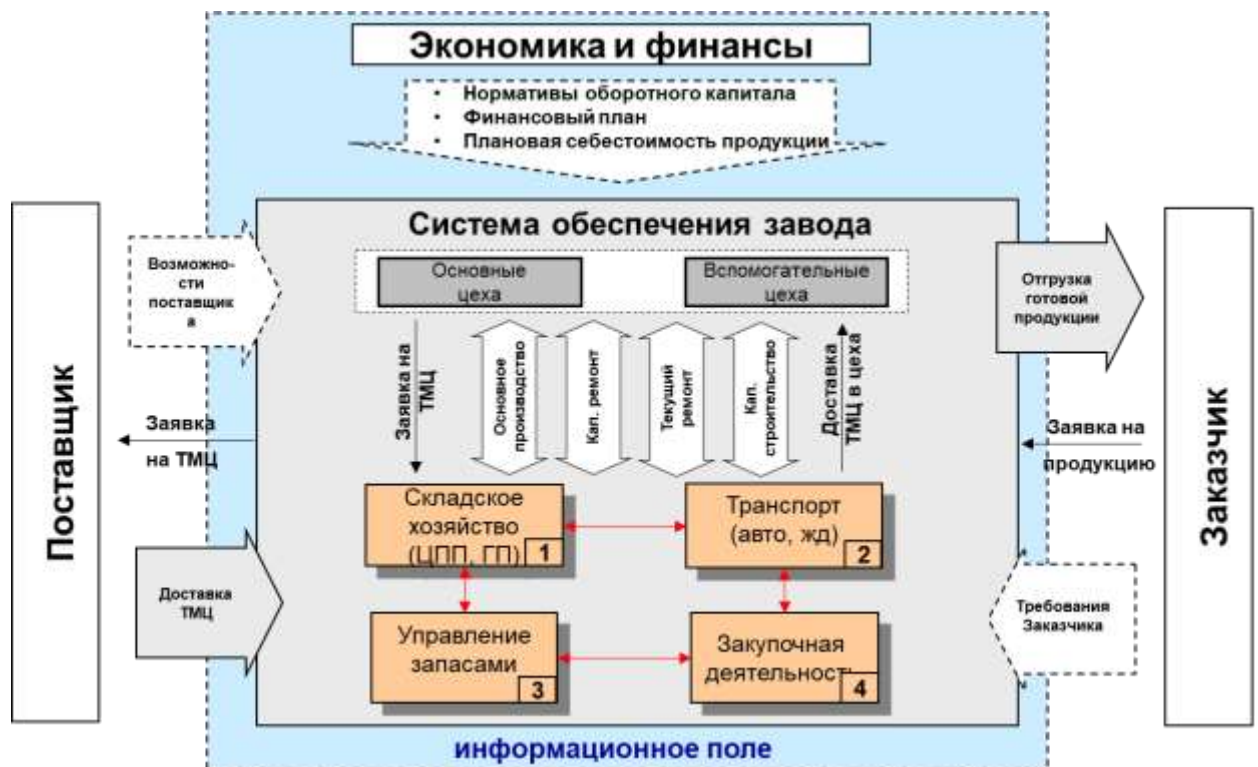 Экономика и финансы
• Нормативы оборотного капитала
• Финансовый план
• Плановая себестоимость продукции
Поставщик
Возможно-
сти
поставщик
а
Заявка
на ТМЦ
Доставка
ТМЦ
Система обеспечения завода
Основные
цеха
Вспомогательные
цеха
Заявка на
ТМЦ
Основное
производство
Кап. ремонт
Текущий
ремонт
Кап.
строительство
Доставка
ТМЦ в цеха
Складское
хозяйство
(ЦПП, ГП)
1
Транспорт
(авто, жд)
2
Управление
запасами
3
Закупочная
деятельность
4
информационное поле
Отгрузка
готовой
продукции
Заявка на
продукцию
Требования
Заказчика
Заказчик